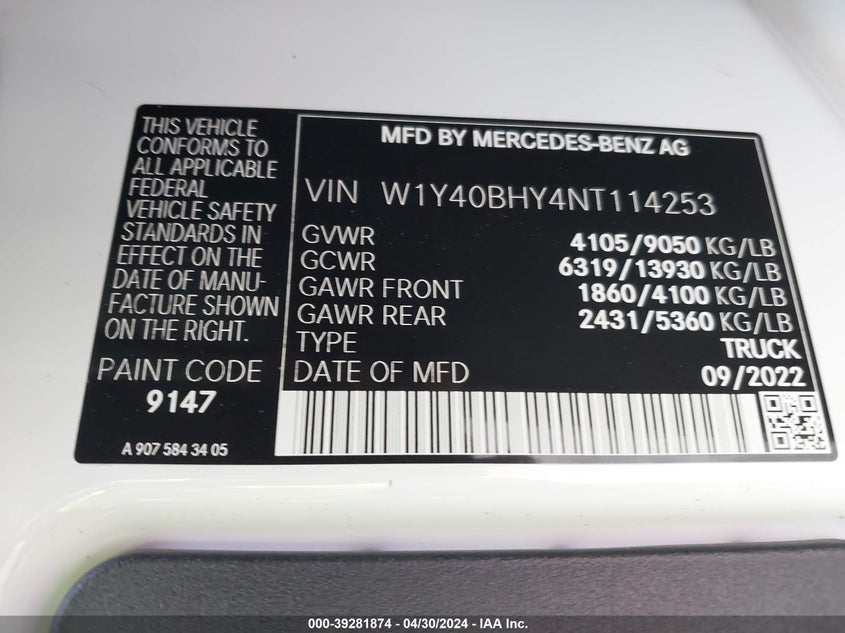 THIS VEHICLE
CONFORMS TO
ALL APPLICABLE
FEDERAL
VEHICLE SAFETY
STANDARDS IN
EFFECT ON THE
DATE OF MANU-
FACTURE SHOWN
ON THE RIGHT.
PAINT CODE
9147
A 907 584 34 05
MFD BY MERCEDES-BENZ AG
VIN W1Y40BHY4NT114253
GVWR 4105/9050 KG/LB
GCWR 6319/13930 KG/LB
GAWR FRONT 1860/4100 KG/LB
GAWR REAR 2431/5360 KG/LB
TYPE TRUCK
DATE OF MFD 09/2022
000-39281874 / 04/30/2024 - IAA Inc.